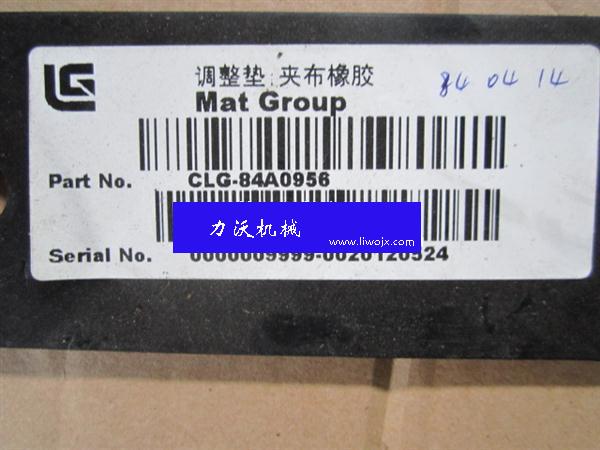 调整垫 夹布橡胶
84 04 14
Mat Group
Part No. CLG-84A0956
力沃机械
www.liwojx.com
Serial No. 0000009999-0020120524